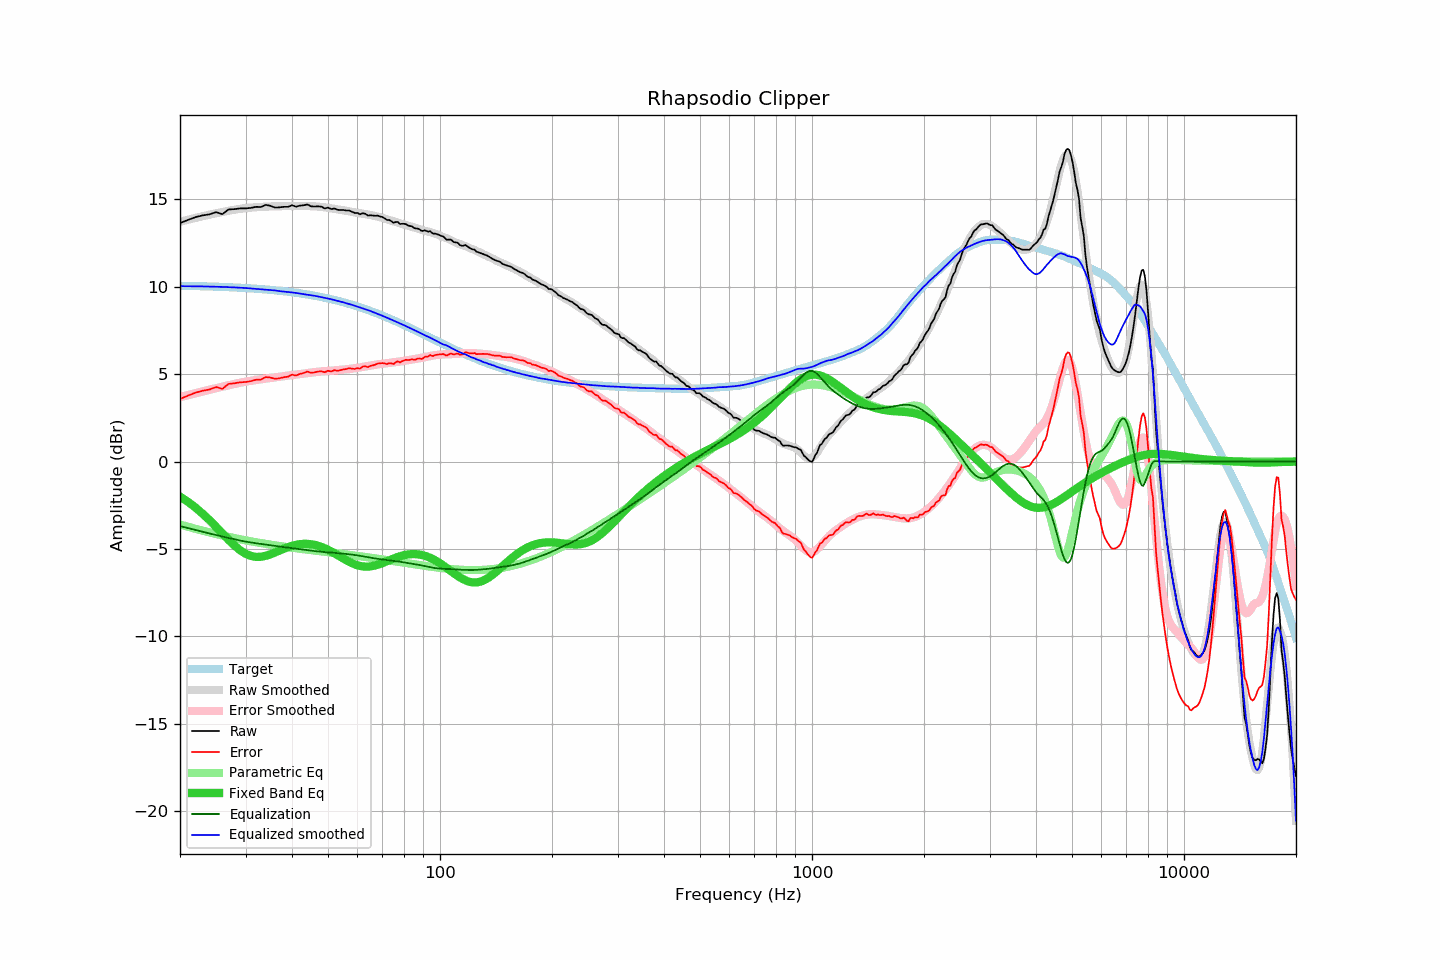 Rhapsodio Clipper
Amplitude (dBr)
15
10
5
0
−5
−10
−15
−20
Target
Raw Smoothed
Error Smoothed
Raw
Error
Parametric Eq
Fixed Band Eq
Equalization
Equalized smoothed
100
1000
10000
Frequency (Hz)